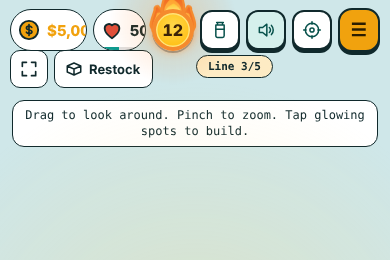 $5,00
50
12
Restock
Line 3/5
Drag to look around. Pinch to zoom. Tap glowing
spots to build.